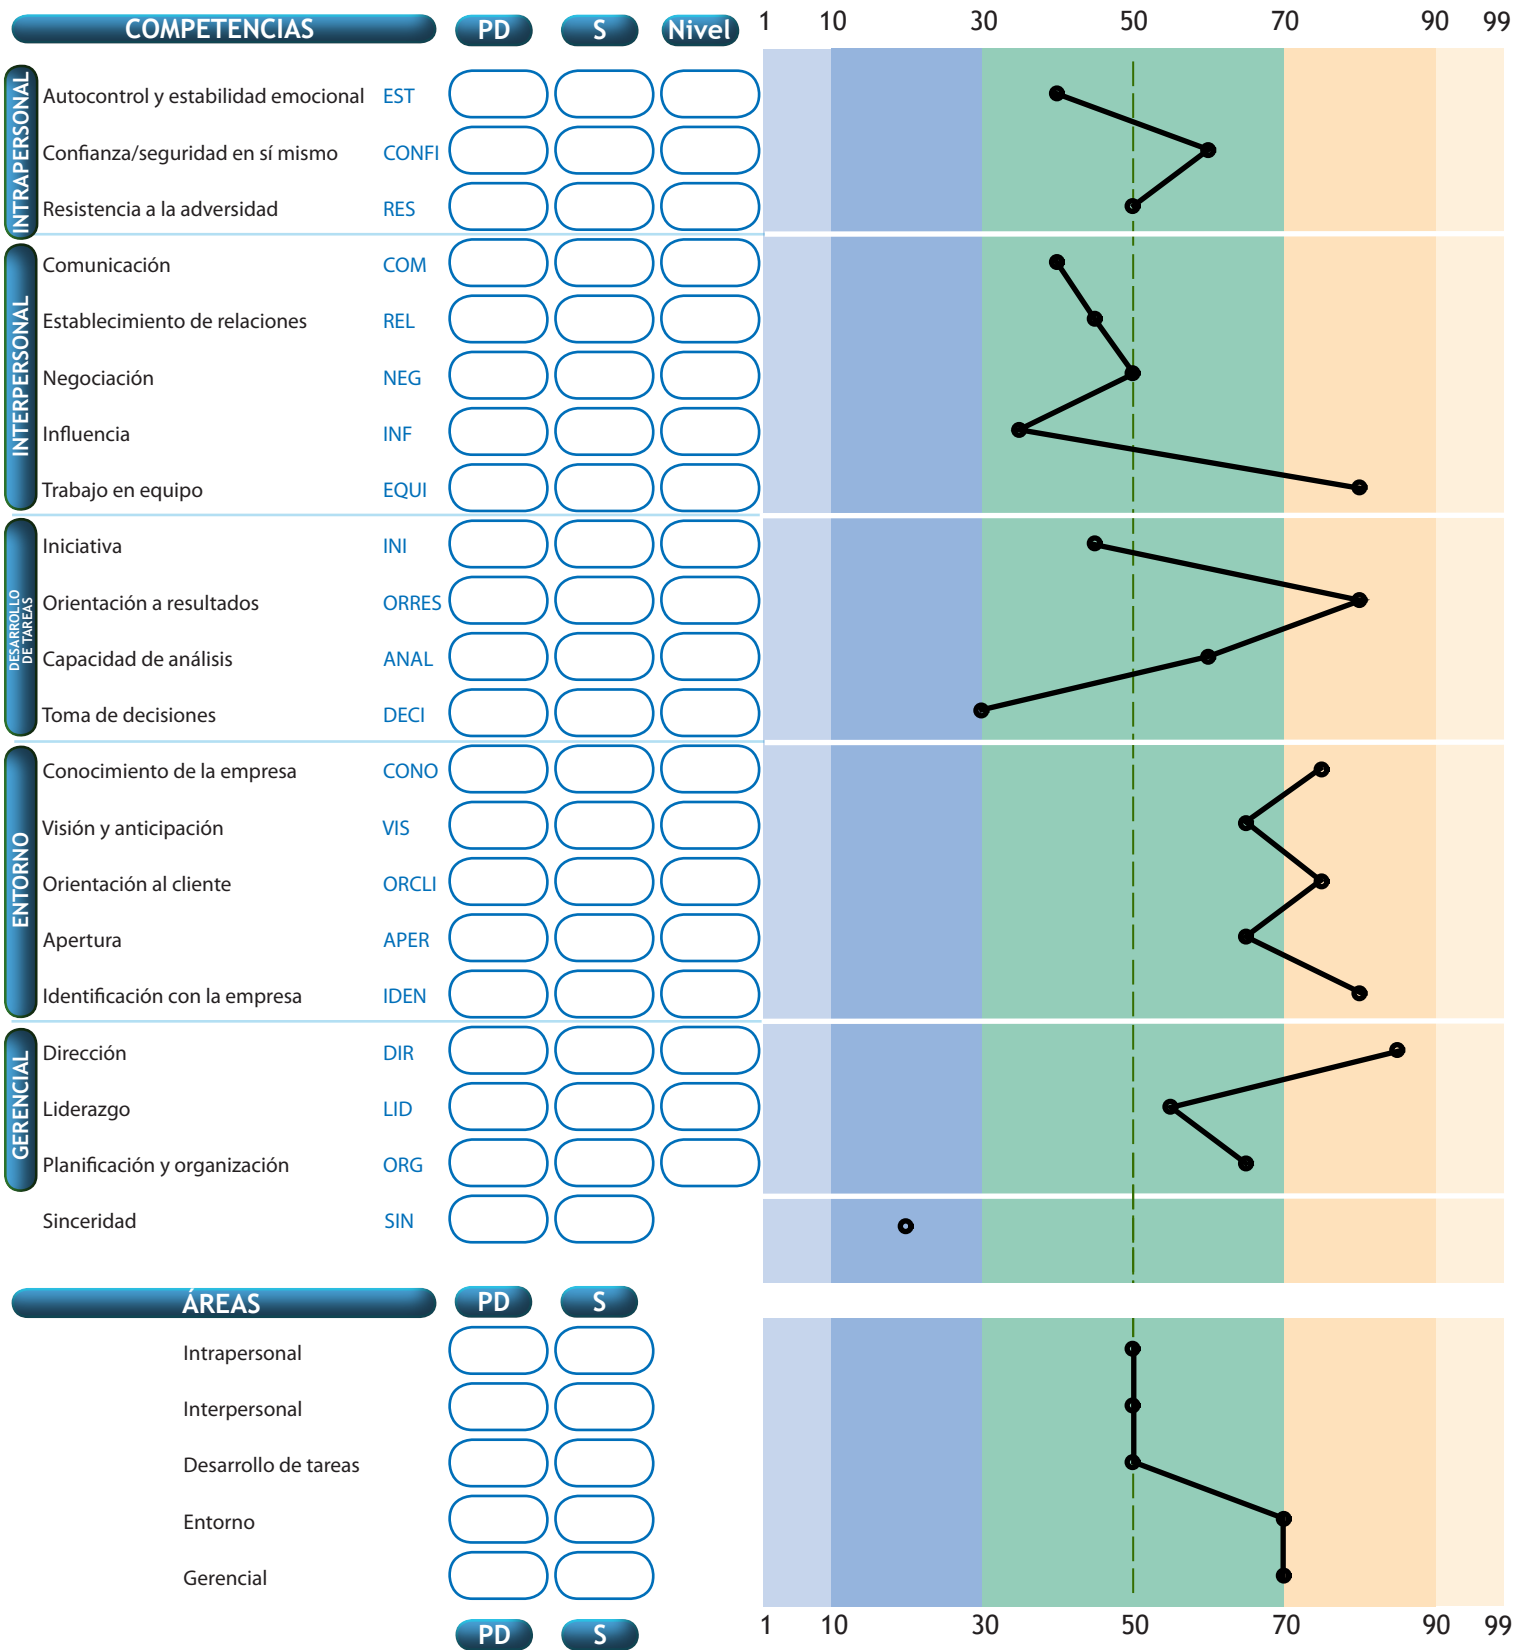 COMPETENCIAS PD S Nivel 1 10 30 50 70 90 99
INTRAPERSONAL
Autocontrol y estabilidad emocional EST
Confianza/seguridad en sí mismo CONFI
Resistencia a la adversidad RES
INTERPERSONAL
Comunicación COM
Establecimiento de relaciones REL
Negociación NEG
Influencia INF
Trabajo en equipo EQUI
DESARROLLO
DE TAREAS
Iniciativa INI
Orientación a resultados ORRES
Capacidad de análisis ANAL
Toma de decisiones DECI
ENTORNO
Conocimiento de la empresa CONO
Visión y anticipación VIS
Orientación al cliente ORCLI
Apertura APER
Identificación con la empresa IDEN
GERENCIAL
Dirección DIR
Liderazgo LID
Planificación y organización ORG
Sinceridad SIN
ÁREAS PD S
Intrapersonal
Interpersonal
Desarrollo de tareas
Entorno
Gerencial
PD S 1 10 30 50 70 90 99